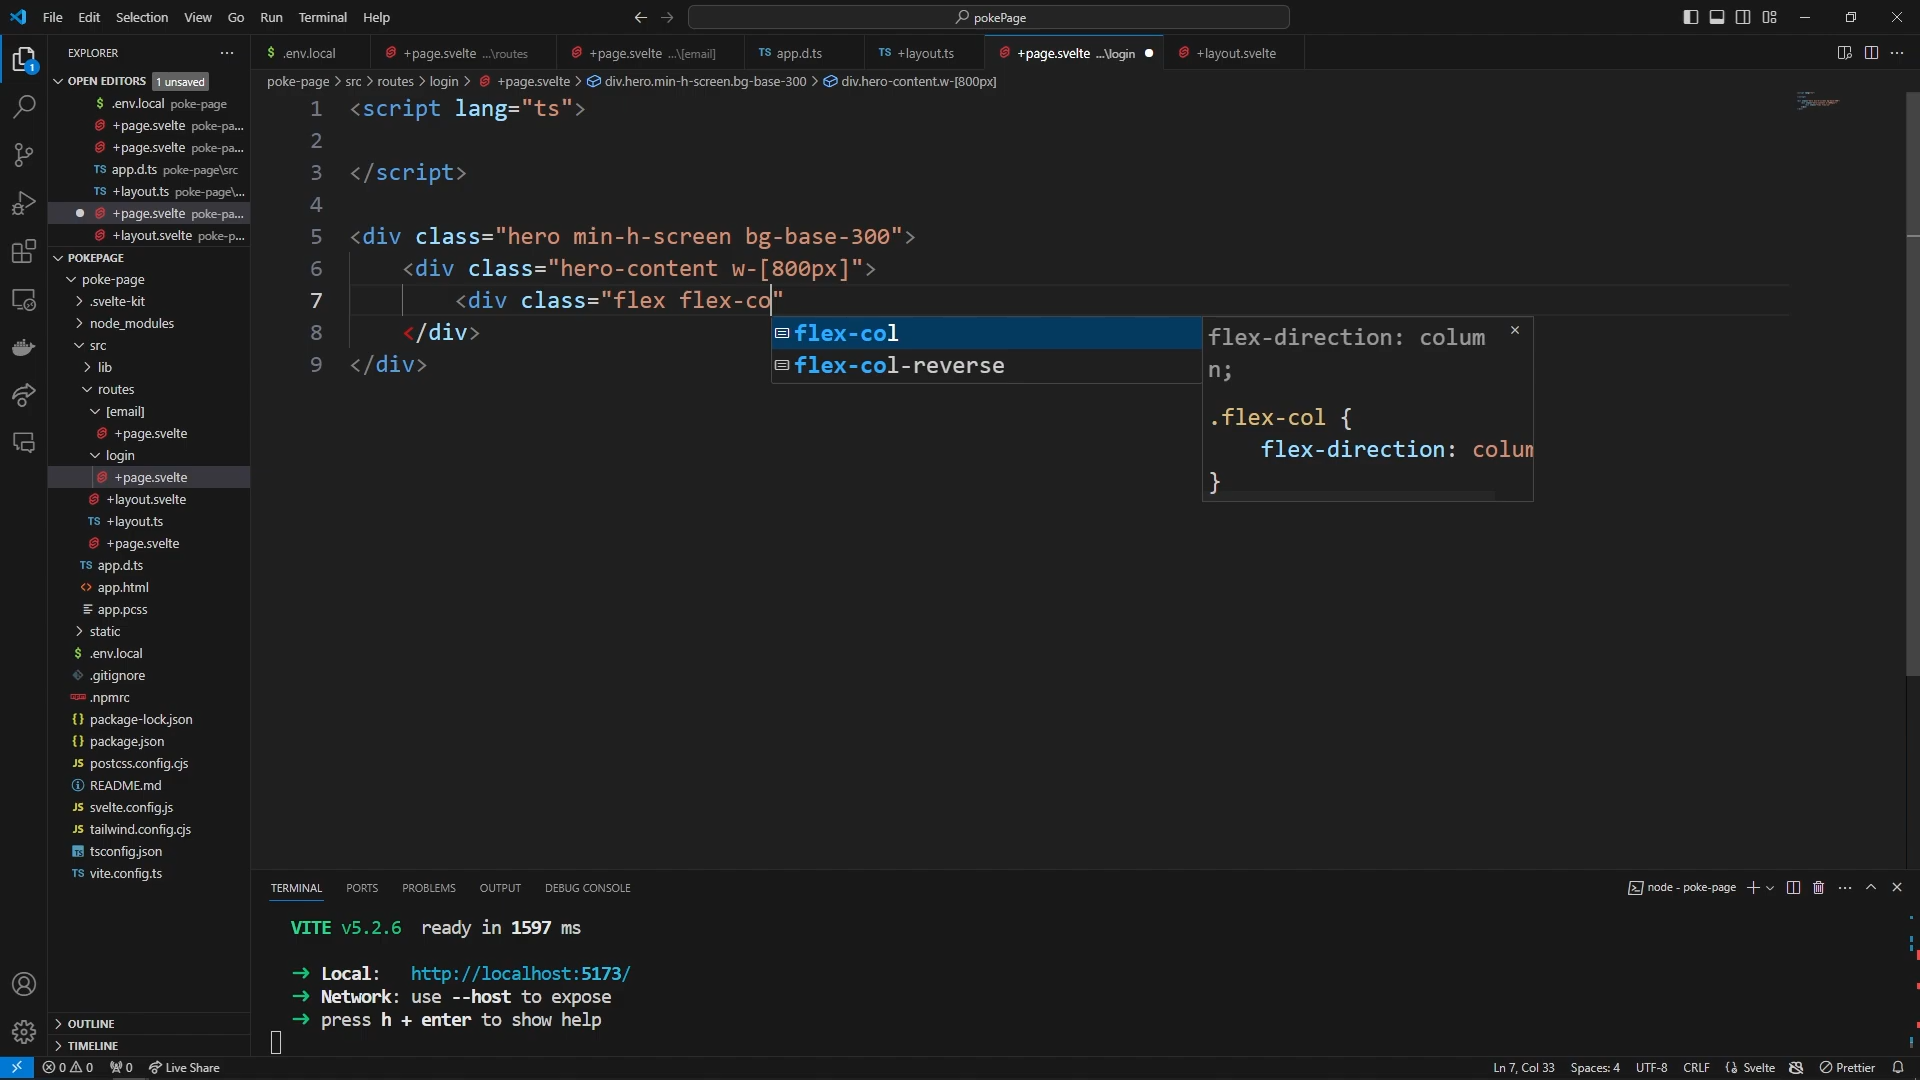 File Edit Selection View Go Run Terminal Help
pokePage
EXPLORER
.env.local
+page.svelte ...\routes
+page.svelte ...\[email]
TS app.d.ts
TS +layout.ts
+page.svelte ...\login
+layout.svelte
OPEN EDITORS 1 unsaved
$ .env.local poke-page
+page.svelte poke-pa...
+page.svelte poke-pa...
TS app.d.ts poke-page\src
TS +layout.ts poke-page\...
+page.svelte poke-pa...
+layout.svelte poke-p...
POKEPAGE
poke-page
.svelte-kit
node_modules
src
lib
routes
[email]
+page.svelte
login
+page.svelte
+layout.svelte
TS +layout.ts
+page.svelte
TS app.d.ts
app.html
app.pcss
static
$ .env.local
.gitignore
.npmrc
{} package-lock.json
{} package.json
JS postcss.config.cjs
README.md
JS svelte.config.js
JS tailwind.config.cjs
tsconfig.json
TS vite.config.ts
OUTLINE
TIMELINE
poke-page > src > routes > login > +page.svelte > div.hero.min-h-screen.bg-base-300 > div.hero-content.w-[800px]
1 <script lang="ts">
2
3 </script>
4
5 <div class="hero min-h-screen bg-base-300">
6 <div class="hero-content w-[800px]">
7 <div class="flex flex-co"
8 </div>
9 </div>
flex-col
flex-col-reverse
flex-direction: colum
n;
.flex-col {
flex-direction: colum
}
TERMINAL PORTS PROBLEMS OUTPUT DEBUG CONSOLE
node - poke-page
VITE v5.2.6 ready in 1597 ms
➜ Local: http://localhost:5173/
➜ Network: use --host to expose
➜ press h + enter to show help
0 0 0 Live Share
Ln 7, Col 33 Spaces: 4 UTF-8 CRLF {} Svelte Prettier